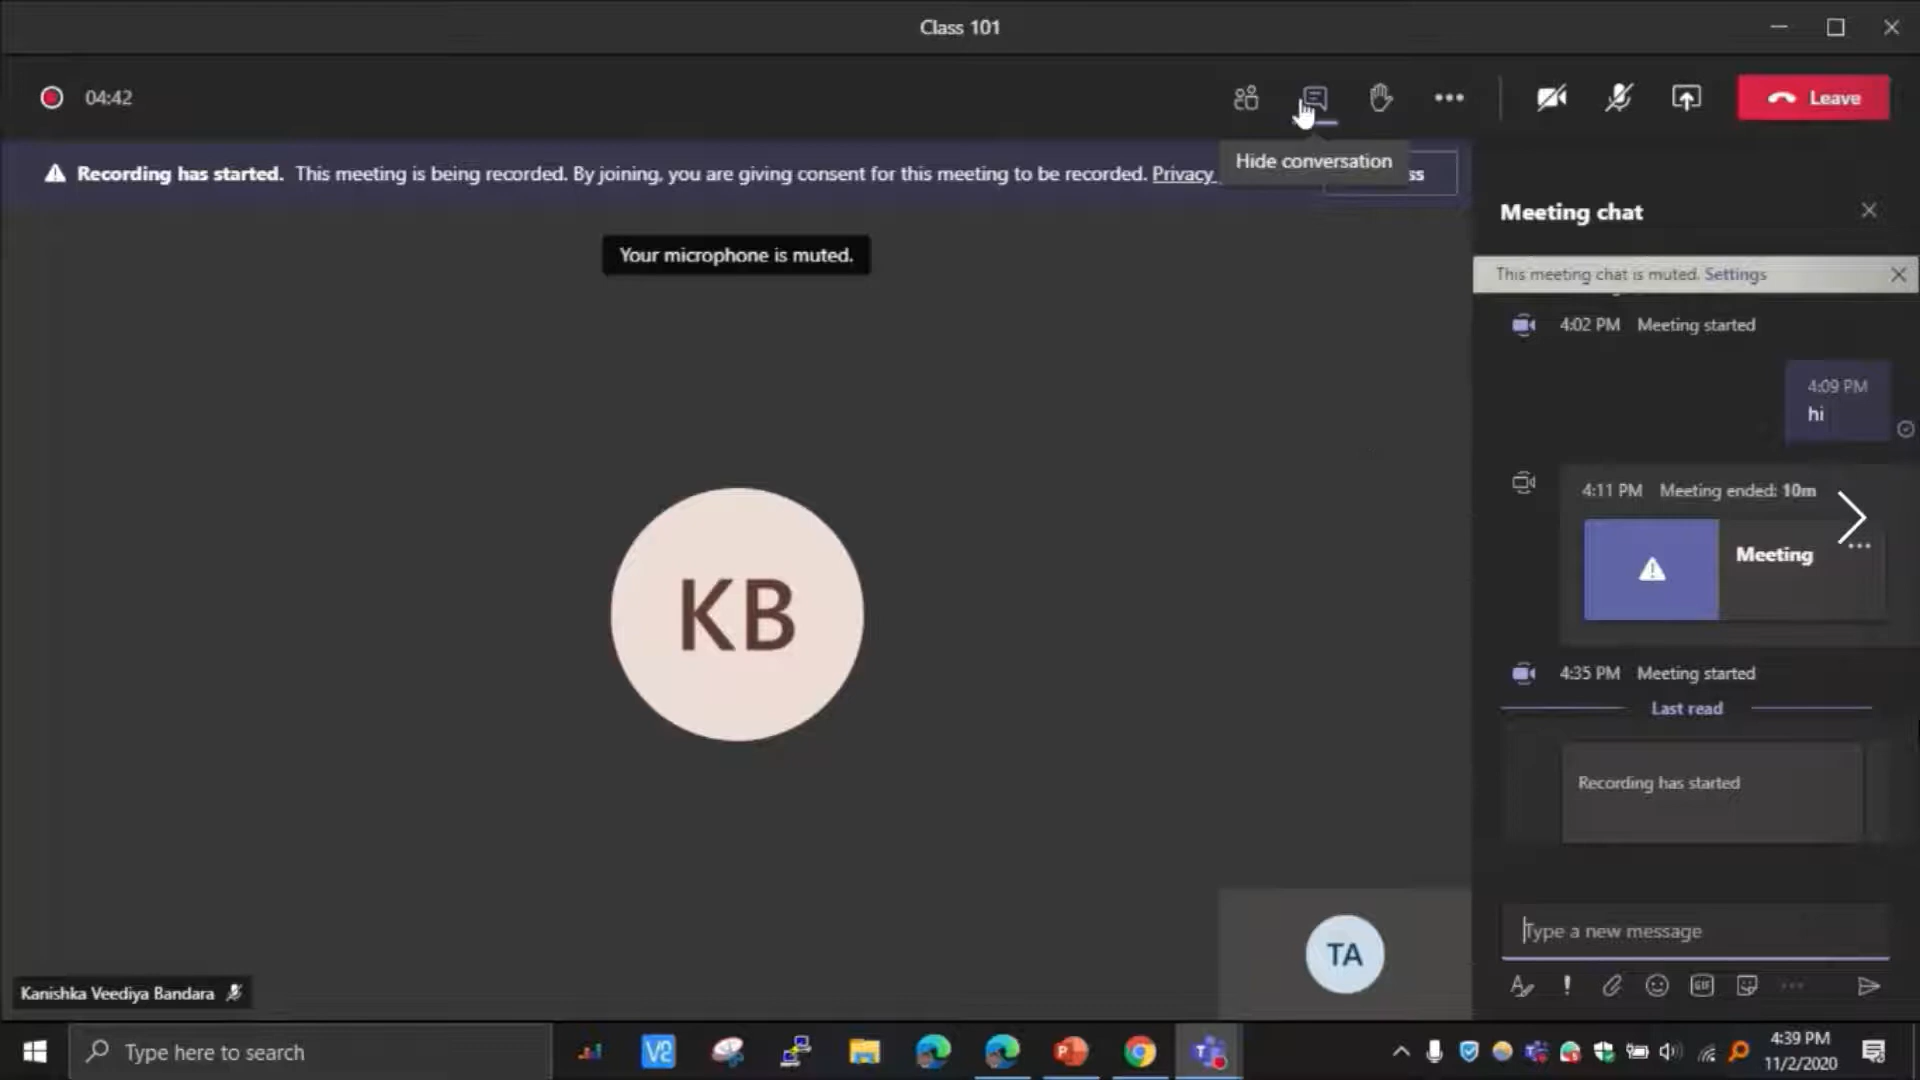 Class 101
04:42
Leave
Hide conversation
Recording has started. This meeting is being recorded. By joining, you are giving consent for this meeting to be recorded. Privacy
ss
Your microphone is muted.
Meeting chat
This meeting chat is muted. Settings
4:02 PM Meeting started
4:09 PM
hi
4:11 PM Meeting ended: 10m
Meeting
4:35 PM Meeting started
Last read
Recording has started
KB
TA
Type a new message
GIF
Kanishka Veediya Bandara
Type here to search
V2
4:39 PM
11/2/2020